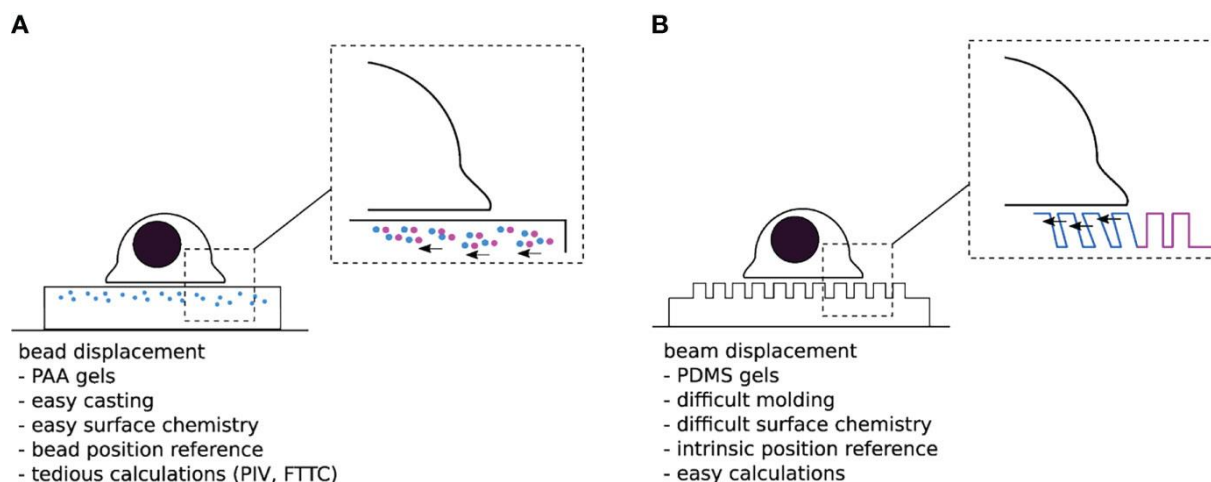 A
bead displacement
- PAA gels
- easy casting
- easy surface chemistry
- bead position reference
- tedious calculations (PIV, FTTC)
B
beam displacement
- PDMS gels
- difficult molding
- difficult surface chemistry
- intrinsic position reference
- easy calculations